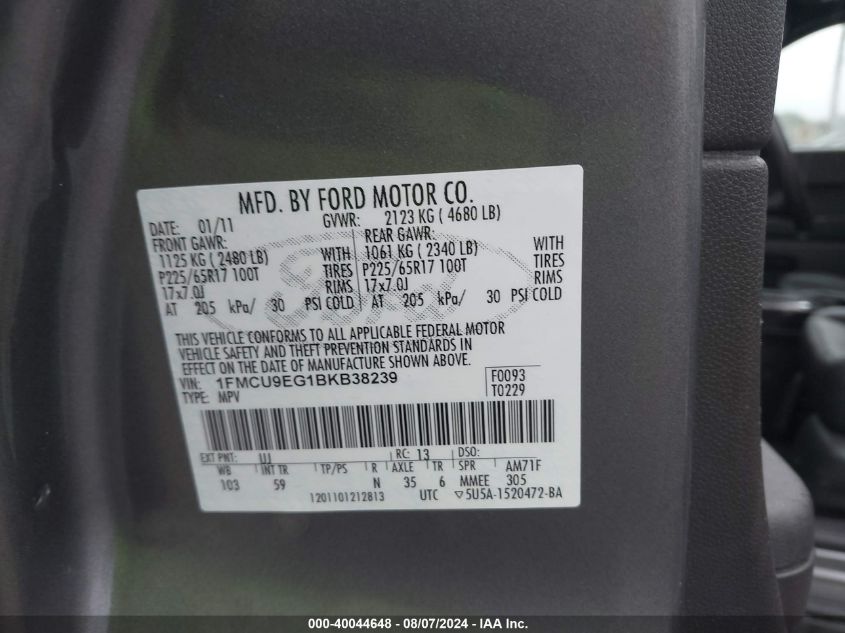 MFD. BY FORD MOTOR CO.
DATE: 01/11 GVWR: 2123 KG ( 4680 LB)
FRONT GAWR: REAR GAWR:
1125 KG ( 2480 LB) WITH 1061 KG ( 2340 LB) WITH
P225/65R17 100T TIRES P225/65R17 100T TIRES
17x7.0J RIMS 17x7.0J RIMS
AT 205 kPa/ 30 PSI COLD AT 205 kPa/ 30 PSI COLD
THIS VEHICLE CONFORMS TO ALL APPLICABLE FEDERAL MOTOR
VEHICLE SAFETY AND THEFT PREVENTION STANDARDS IN
EFFECT ON THE DATE OF MANUFACTURE SHOWN ABOVE.
VIN: 1FMCU9EG1BKB38239 F0093
TYPE: MPV T0229
EXT PNT: UJ RC: 13 DSO:
WB INT TR TP/PS R AXLE TR SPR AM71F
103 59 N 35 6 MMEE 305
1201101212813 UTC ▽5U5A-1520472-BA
000-40044648 - 08/07/2024 - IAA Inc.